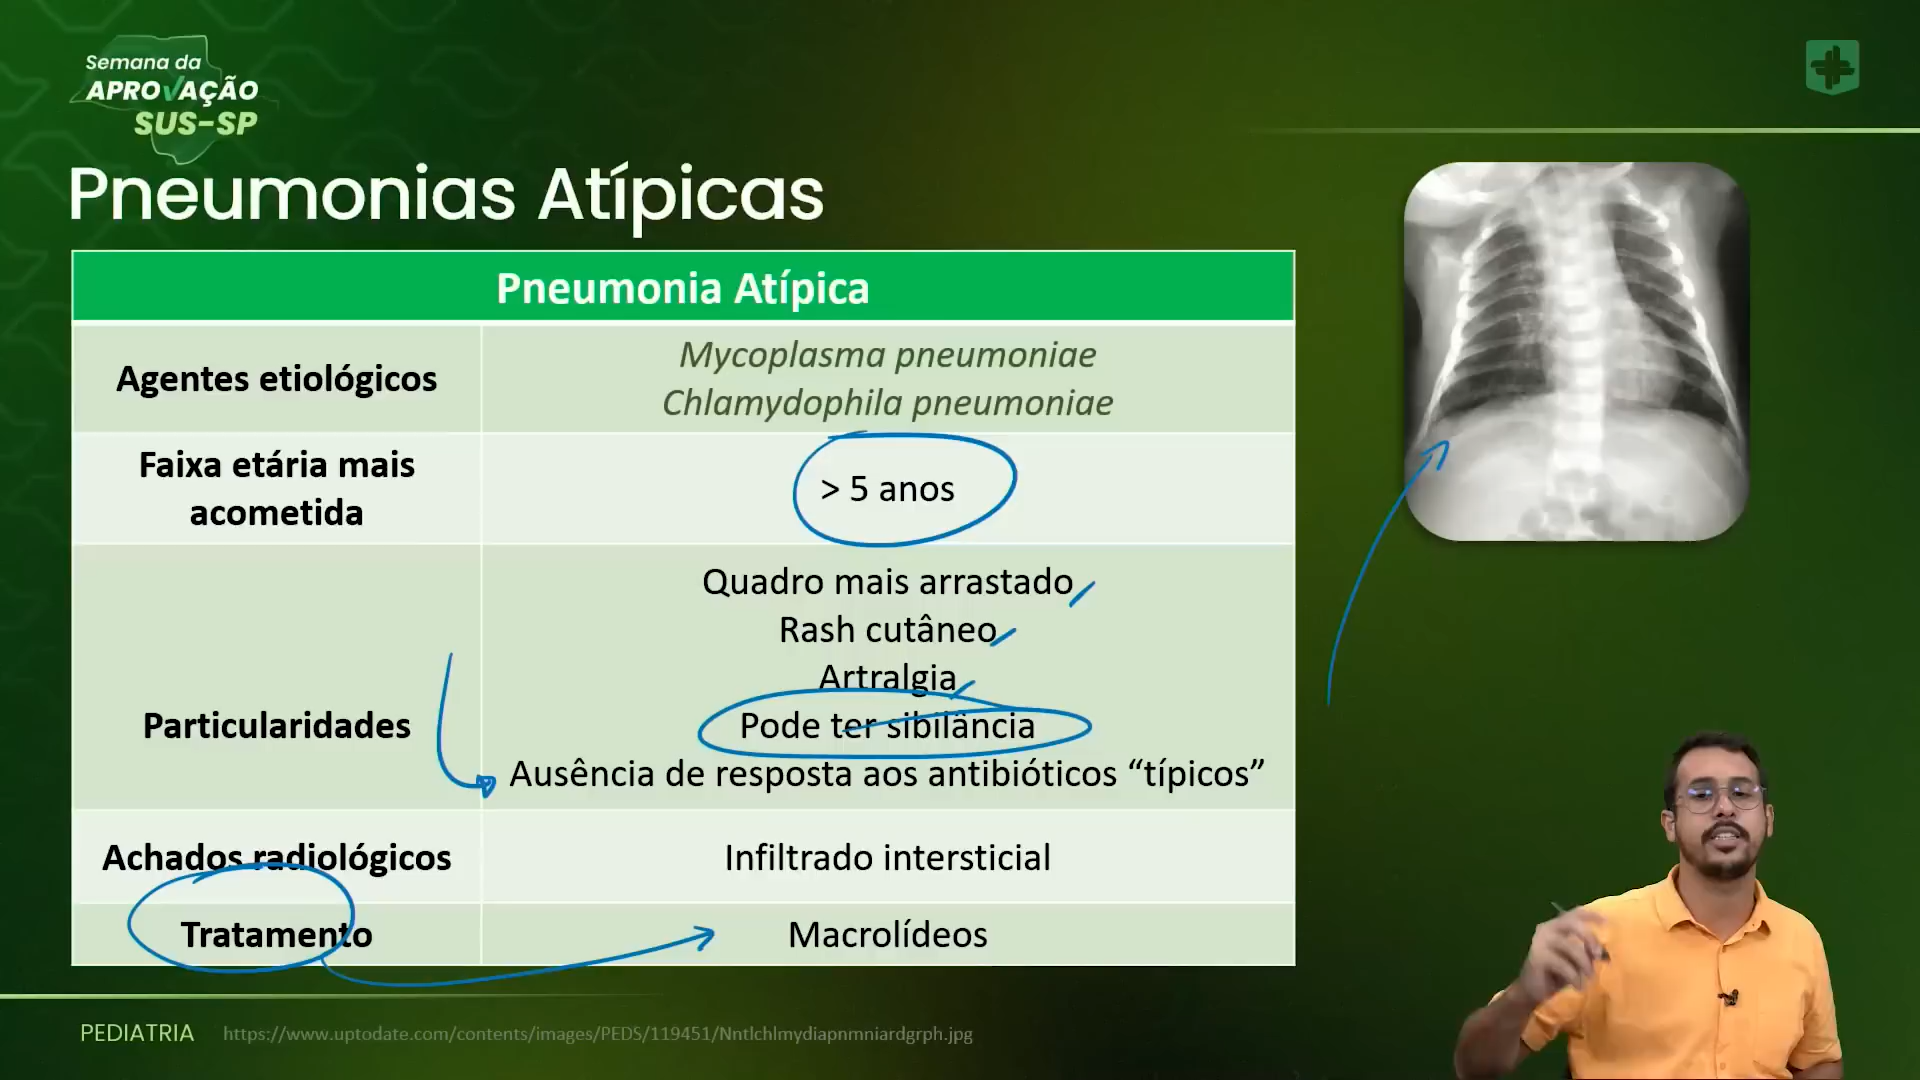 Semana da
APROVAÇÃO
SUS-SP
Pneumonias Atípicas
Pneumonia Atípica
Agentes etiológicos
Mycoplasma pneumoniae
Chlamydophila pneumoniae
Faixa etária mais
acometida
> 5 anos
Particularidades
Quadro mais arrastado
Rash cutâneo
Artralgia
Pode ter sibilância
Ausência de resposta aos antibióticos “típicos”
Achados radiológicos
Infiltrado intersticial
Tratamento
Macrolídeos
PEDIATRIA
https://www.uptodate.com/contents/images/PEDS/119451/Nntlchlmydiapnmniardgrph.jpg